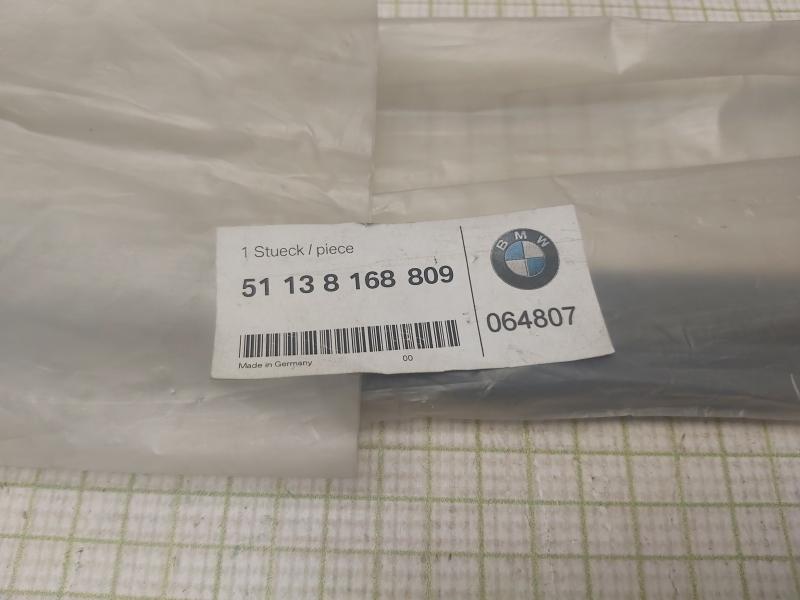 1 Stueck / piece
51 13 8 168 809
Made in Germany
00
BMW
064807